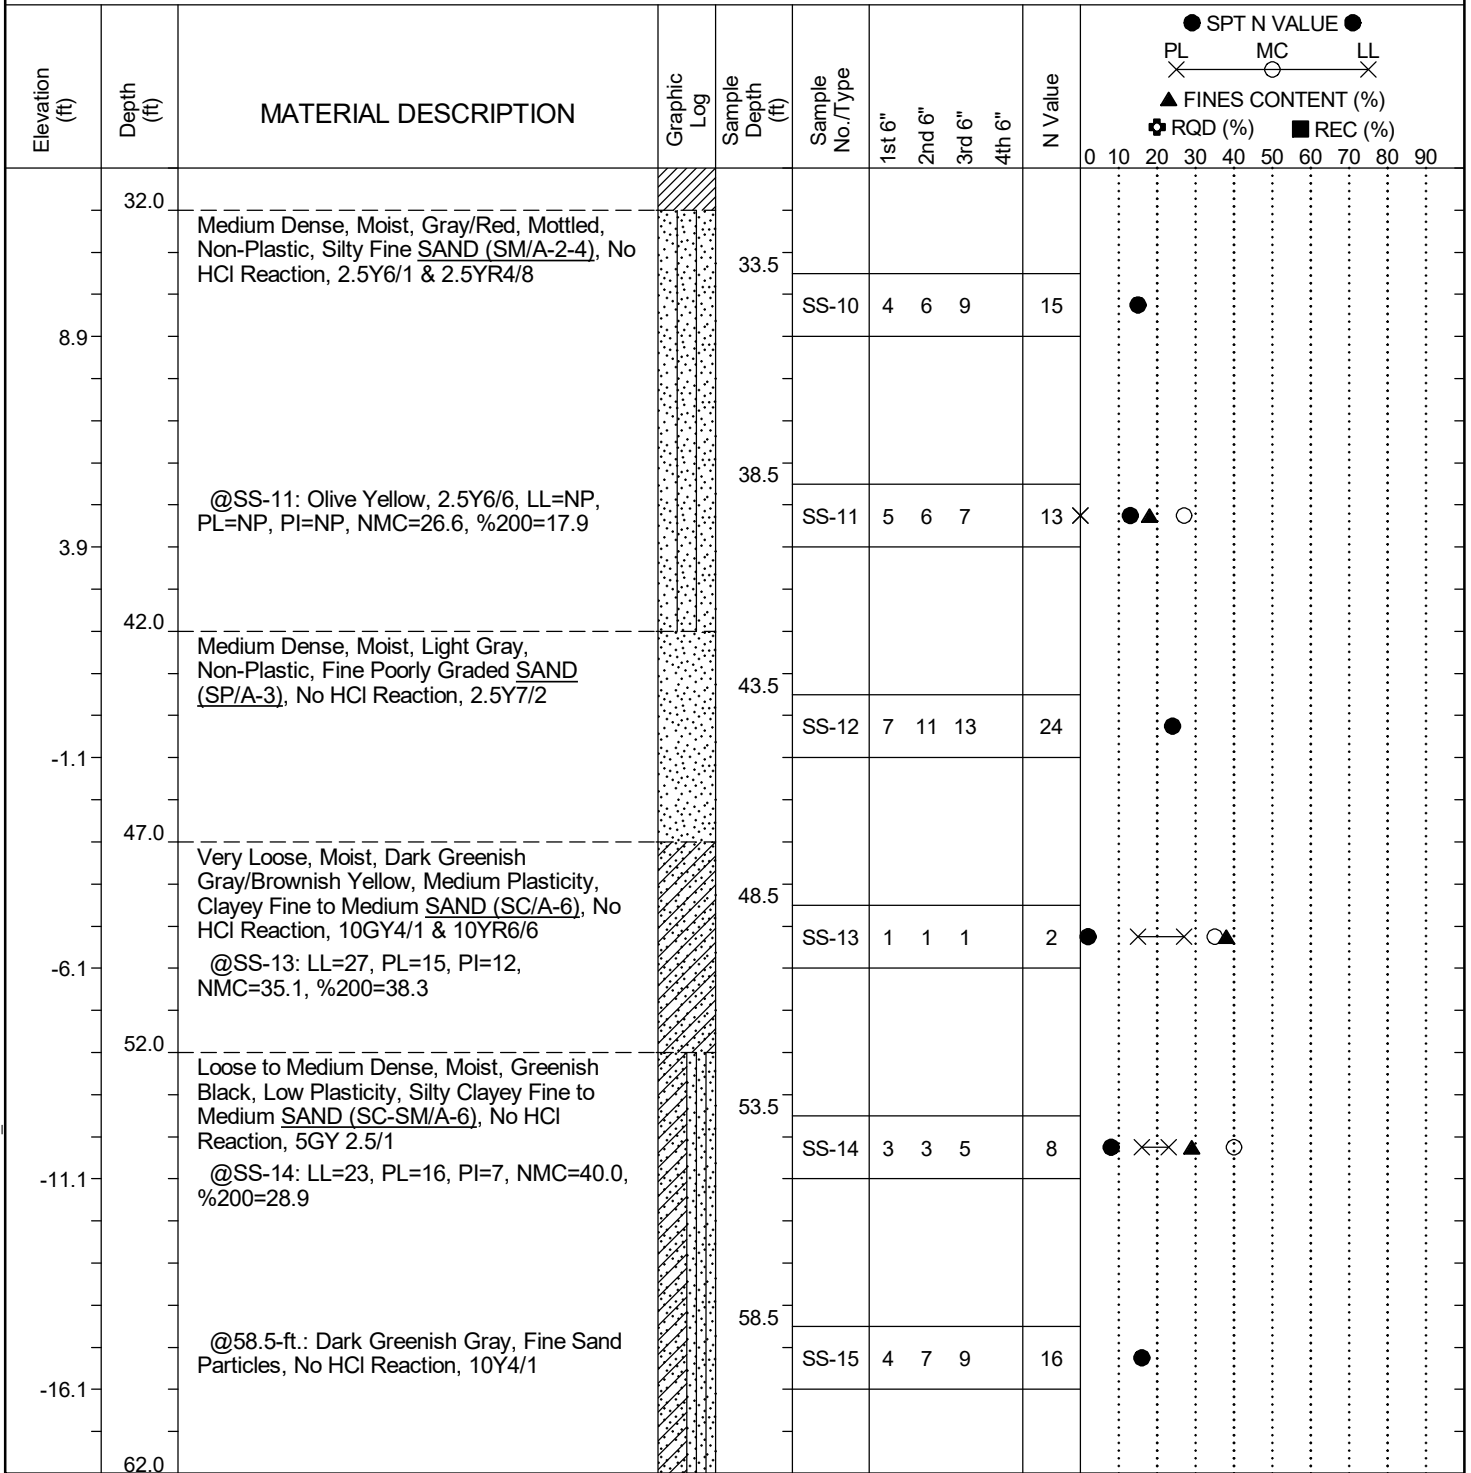 ● SPT N VALUE ●
PL MC LL
▲ FINES CONTENT (%)
RQD (%) ■ REC (%)
Elevation (ft)
Depth (ft)
MATERIAL DESCRIPTION
Graphic Log
Sample Depth (ft)
Sample No./Type
1st 6"
2nd 6"
3rd 6"
4th 6"
N Value
0 10 20 30 40 50 60 70 80 90
32.0
Medium Dense, Moist, Gray/Red, Mottled,
Non-Plastic, Silty Fine SAND (SM/A-2-4), No
HCl Reaction, 2.5Y6/1 & 2.5YR4/8
33.5
SS-10 4 6 9 15
8.9
38.5
@SS-11: Olive Yellow, 2.5Y6/6, LL=NP,
PL=NP, PI=NP, NMC=26.6, %200=17.9
SS-11 5 6 7 13
3.9
42.0
Medium Dense, Moist, Light Gray,
Non-Plastic, Fine Poorly Graded SAND
(SP/A-3), No HCl Reaction, 2.5Y7/2
43.5
SS-12 7 11 13 24
-1.1
47.0
Very Loose, Moist, Dark Greenish
Gray/Brownish Yellow, Medium Plasticity,
Clayey Fine to Medium SAND (SC/A-6), No
HCl Reaction, 10GY4/1 & 10YR6/6
48.5
SS-13 1 1 1 2
@SS-13: LL=27, PL=15, PI=12,
NMC=35.1, %200=38.3
-6.1
52.0
Loose to Medium Dense, Moist, Greenish
Black, Low Plasticity, Silty Clayey Fine to
Medium SAND (SC-SM/A-6), No HCl
Reaction, 5GY 2.5/1
53.5
SS-14 3 3 5 8
@SS-14: LL=23, PL=16, PI=7, NMC=40.0,
%200=28.9
-11.1
58.5
@58.5-ft.: Dark Greenish Gray, Fine Sand
Particles, No HCl Reaction, 10Y4/1
SS-15 4 7 9 16
-16.1
62.0